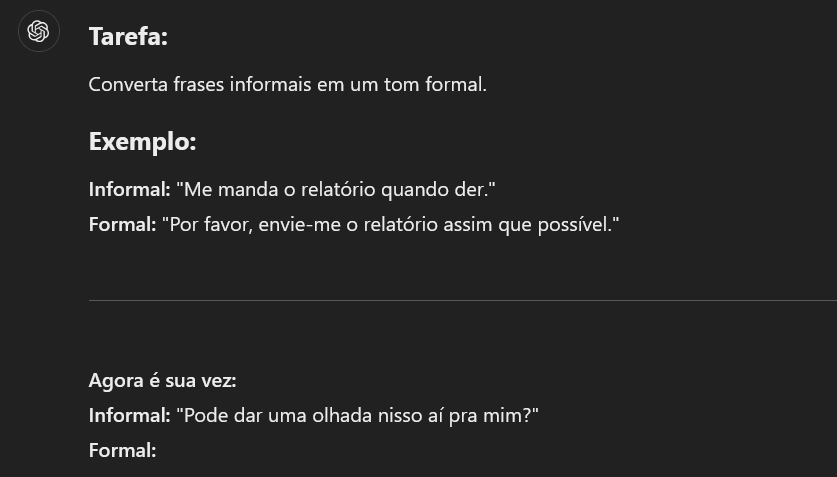 Tarefa:
Converta frases informais em um tom formal.
Exemplo:
Informal: "Me manda o relatório quando der."
Formal: "Por favor, envie-me o relatório assim que possível."
Agora é sua vez:
Informal: "Pode dar uma olhada nisso aí pra mim?"
Formal: